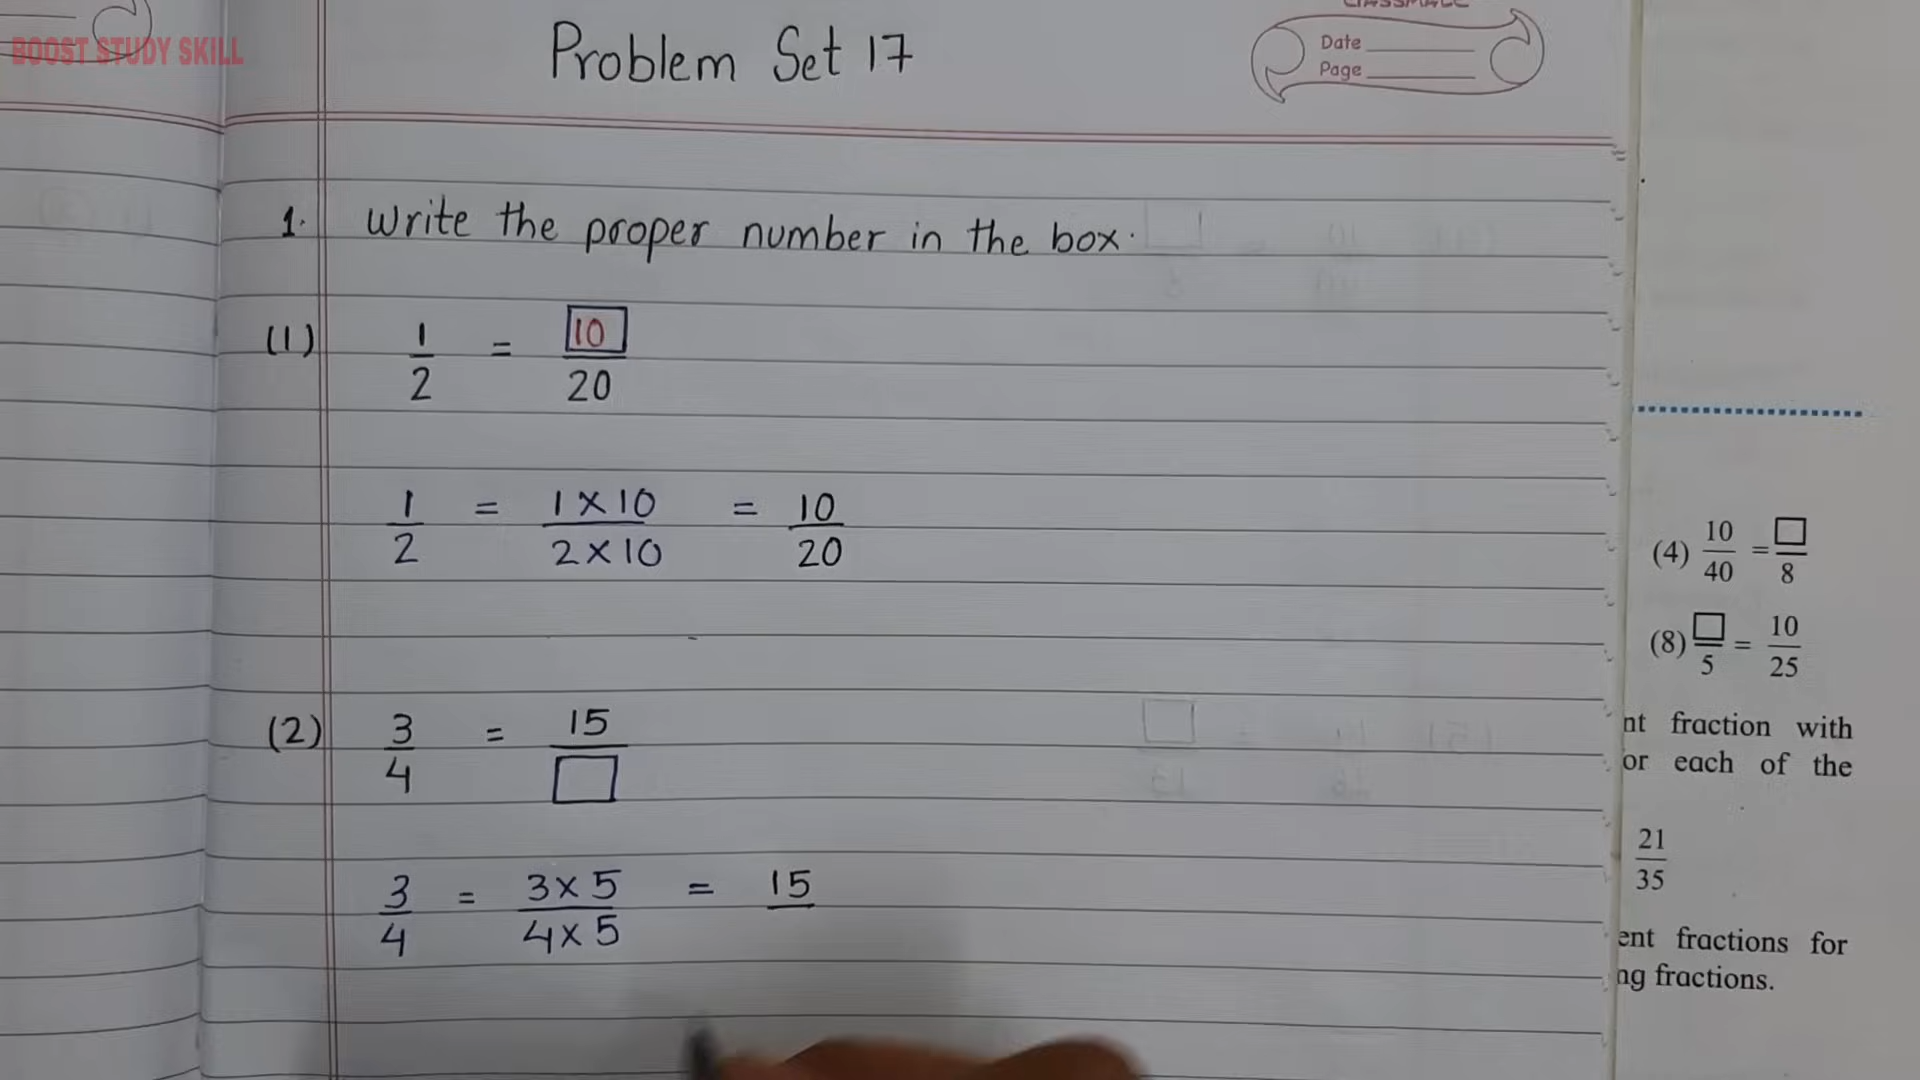 BOOST STUDY SKILL
Problem Set 17
CLASSMATE
Date
Page
1. Write the proper number in the box.
(1) 1/2 = 10/20
1/2 = 1 × 10 / 2 × 10 = 10/20
(2) 3/4 = 15/□
3/4 = 3 × 5 / 4 × 5 = 15
(4) 10/40 = □/8
(8) □/5 = 10/25
nt fraction with
or each of the
21/35
ent fractions for
ng fractions.